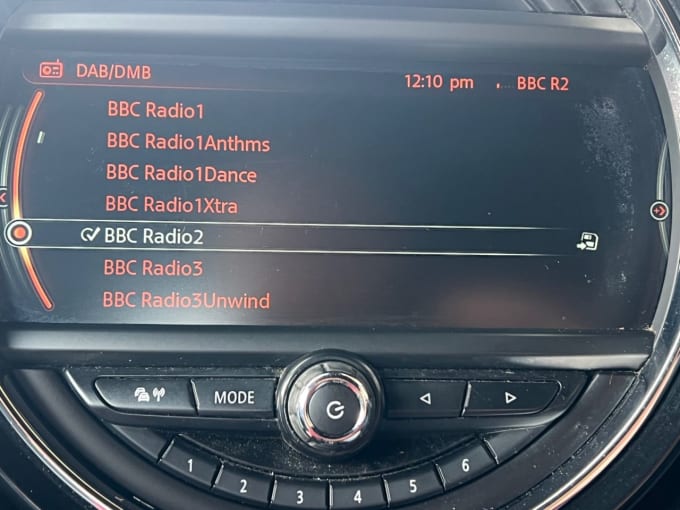 DAB/DMB 12:10 pm BBC R2
BBC Radio1
BBC Radio1Anthms
BBC Radio1Dance
BBC Radio1Xtra
BBC Radio2
BBC Radio3
BBC Radio3Unwind
MODE
1 2 3 4 5 6